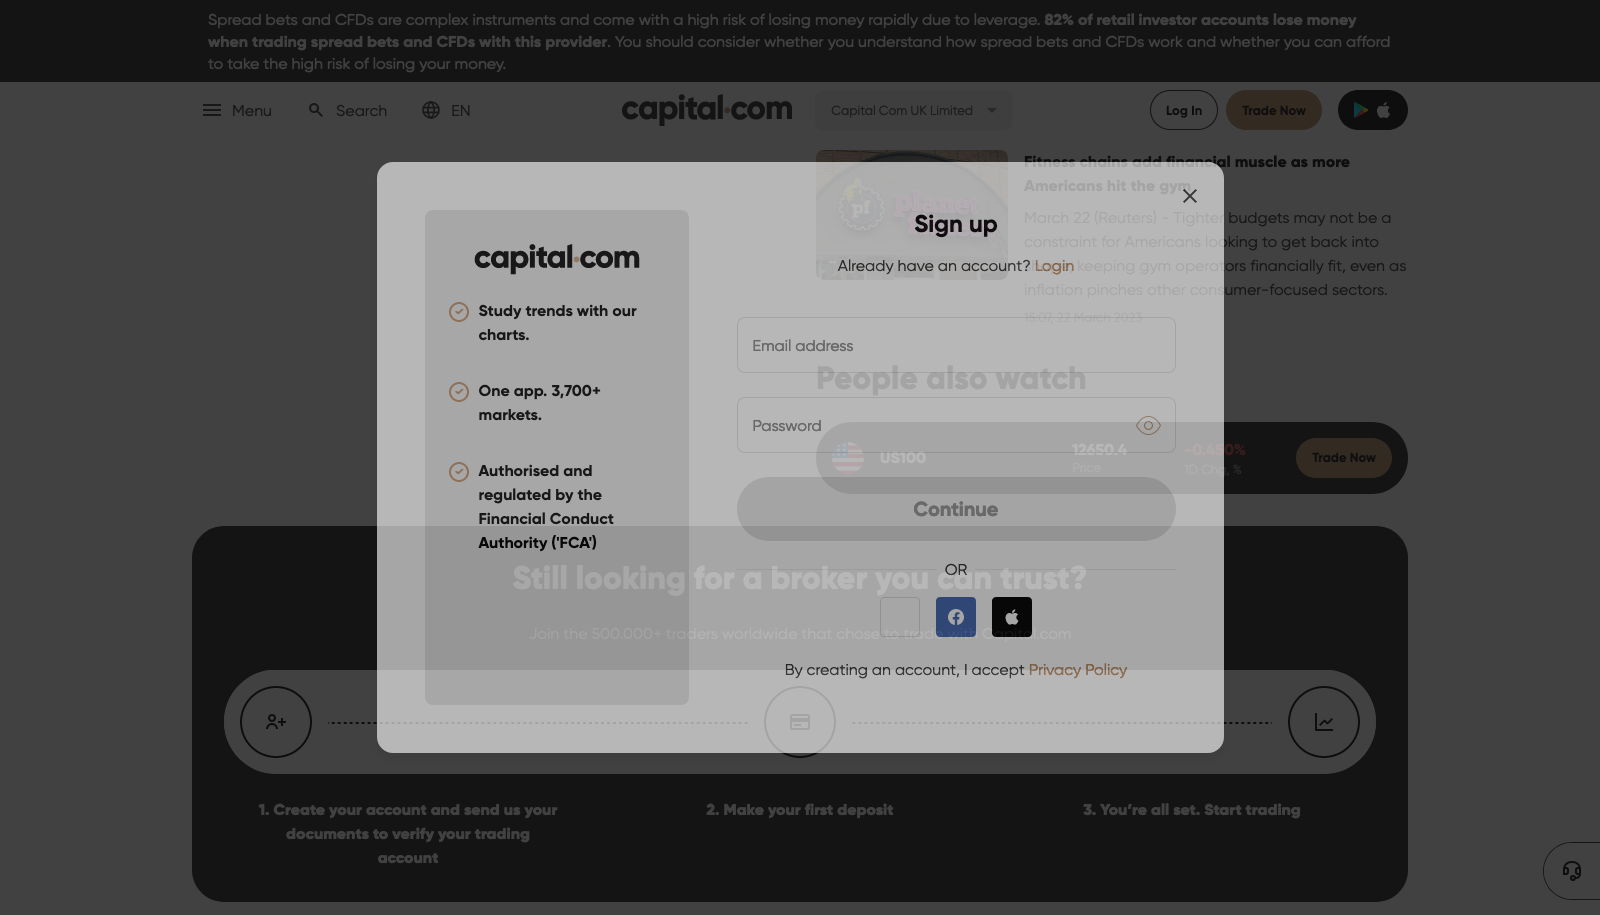 Spread bets and CFDs are complex instruments and come with a high risk of losing money rapidly due to leverage. 82% of retail investor accounts lose money
when trading spread bets and CFDs with this provider. You should consider whether you understand how spread bets and CFDs work and whether you can afford
to take the high risk of losing your money.
Menu
Search
EN
capital.com
Capital Com UK Limited
Log In
Trade Now
Fitness chains add financial muscle as more
Americans hit the gym
March 22 (Reuters) - Tighter budgets may not be a
constraint for Americans looking to get back into
keeping gym operators financially fit, even as
inflation pinches other consumer-focused sectors.
15:07, 22 March 2023
pf
planet
Sign up
Already have an account? Login
capital.com
Study trends with our
charts.
One app. 3,700+
markets.
Authorised and
regulated by the
Financial Conduct
Authority ('FCA')
Email address
People also watch
Password
US100
12650.4
Price
1D Chg, %
Trade Now
Continue
OR
Still looking for a broker you can trust?
Join the 500.000+ traders worldwide that chose to trade with Capital.com
By creating an account, I accept Privacy Policy
1. Create your account and send us your
documents to verify your trading
account
2. Make your first deposit
3. You're all set. Start trading